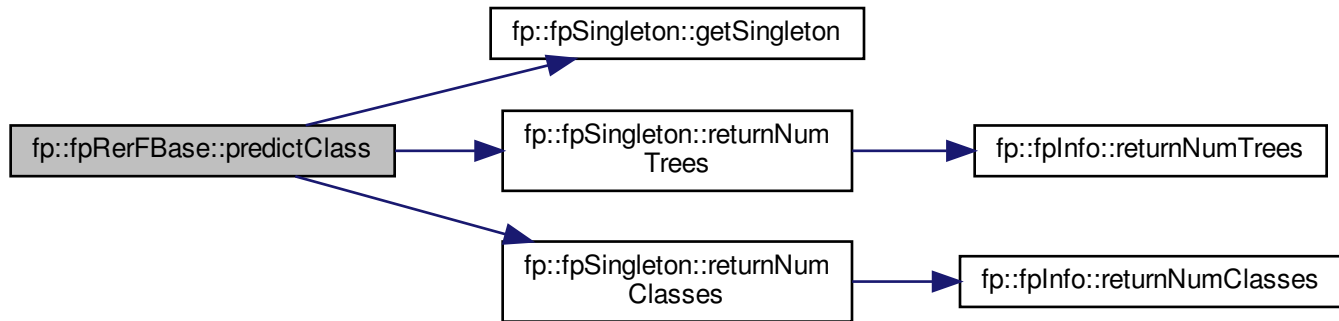 fp::fpSingleton::getSingleton
fp::fpRerFBase::predictClass
fp::fpSingleton::returnNum
Trees
fp::fpInfo::returnNumTrees
fp::fpSingleton::returnNum
Classes
fp::fpInfo::returnNumClasses